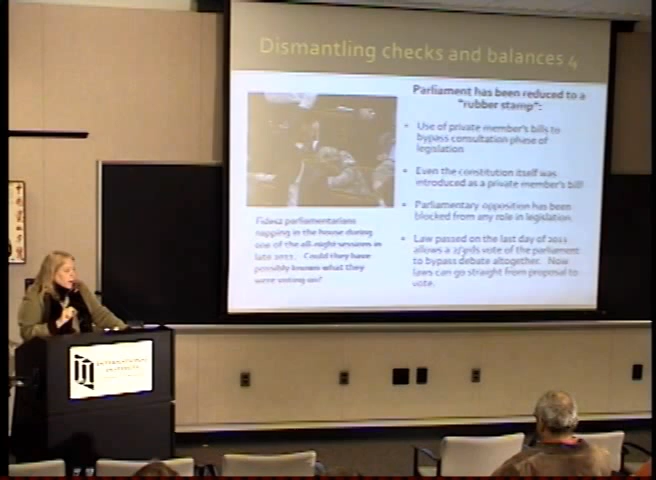 Dismantling checks and balances 4
Parliament has been reduced to a
"rubber stamp":
• Use of private member's bills to
bypass consultation phase of
legislation
• Even the constitution itself was
introduced as a private member's bill!
• Parliamentary opposition has been
blocked from any role in legislation.
• Law passed on the last day of 2011
allows a 2/3rds vote of the parliament
to bypass debate altogether. Now
laws can go straight from proposal to
vote.
Fidesz parliamentarians
napping in the house during
one of the all-night sessions in
late 2011. Could they have
possibly known what they
were voting on?
INTERNATIONAL
INSTITUTE